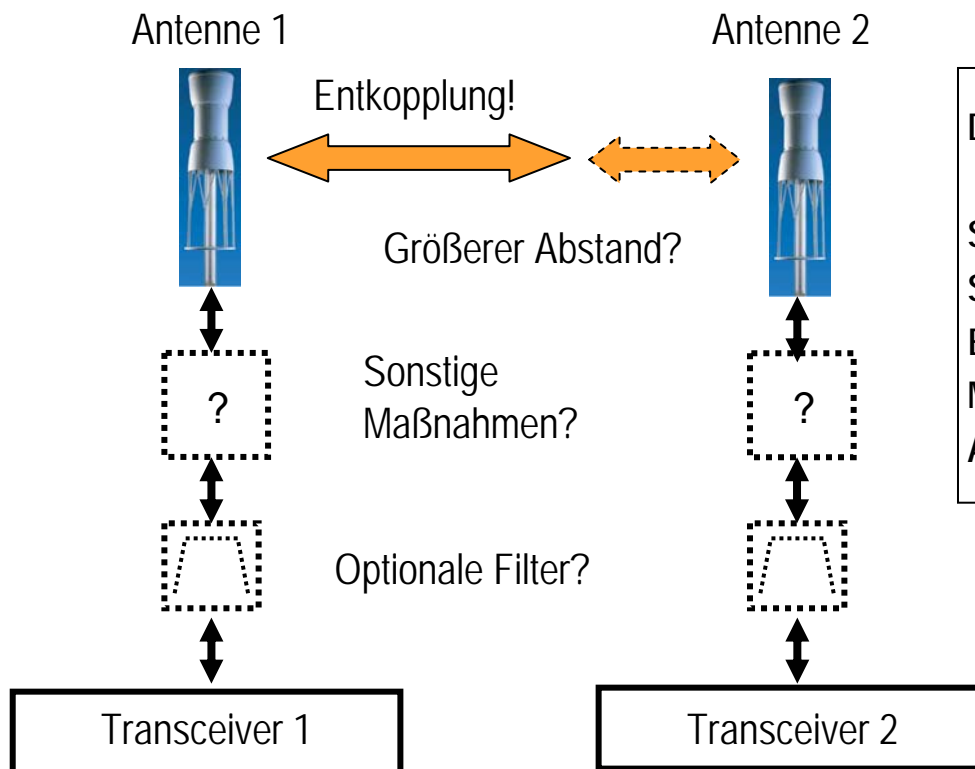 Antenne 1
Antenne 2
Entkopplung!
Größerer Abstand?
Sonstige
Maßnahmen?
?
?
Optionale Filter?
Transceiver 1
Transceiver 2